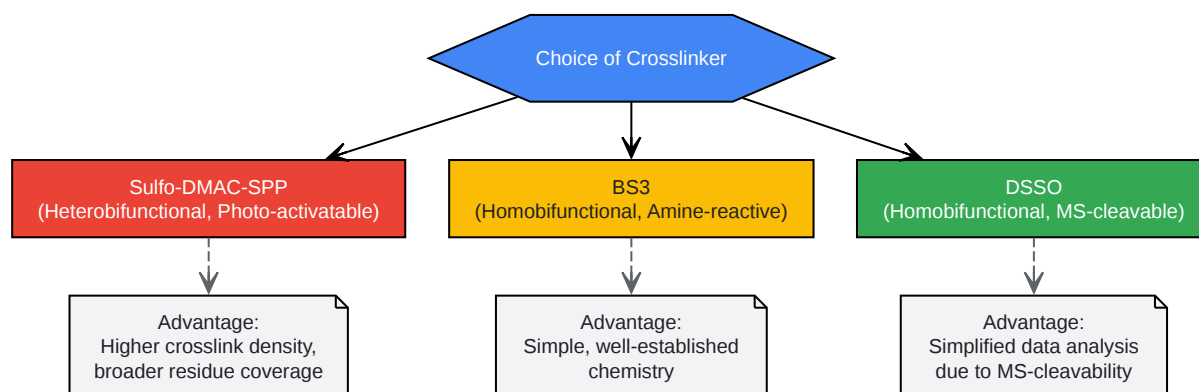 Choice of Crosslinker
Sulfo-DMAC-SPP
(Heterobifunctional, Photo-activatable)
BS3
(Homobifunctional, Amine-reactive)
DSSO
(Homobifunctional, MS-cleavable)
Advantage:
Higher crosslink density,
broader residue coverage
Advantage:
Simple, well-established
chemistry
Advantage:
Simplified data analysis
due to MS-cleavability